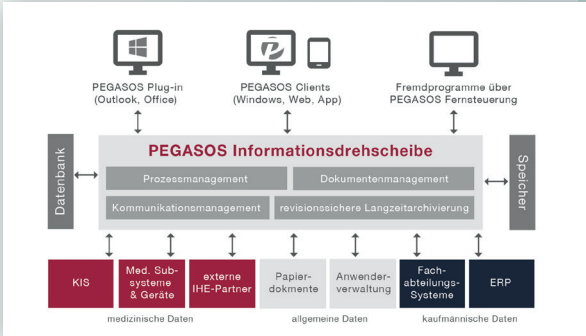 PEGASOS Plug-in
(Outlook, Office)
PEGASOS Clients
(Windows, Web, App)
Fremdprogramme über
PEGASOS Fernsteuerung
Datenbank
PEGASOS Informationsdrehscheibe
Prozessmanagement
Dokumentenmanagement
Kommunikationsmanagement
revisionssichere Langzeitarchivierung
Speicher
KIS
Med. Sub-
systeme
& Geräte
externe
IHE-Partner
Papier-
dokmente
Anwender-
verwaltung
Fach-
abteilungs-
Systeme
ERP
medizinische Daten
allgemeine Daten
kaufmännische Daten